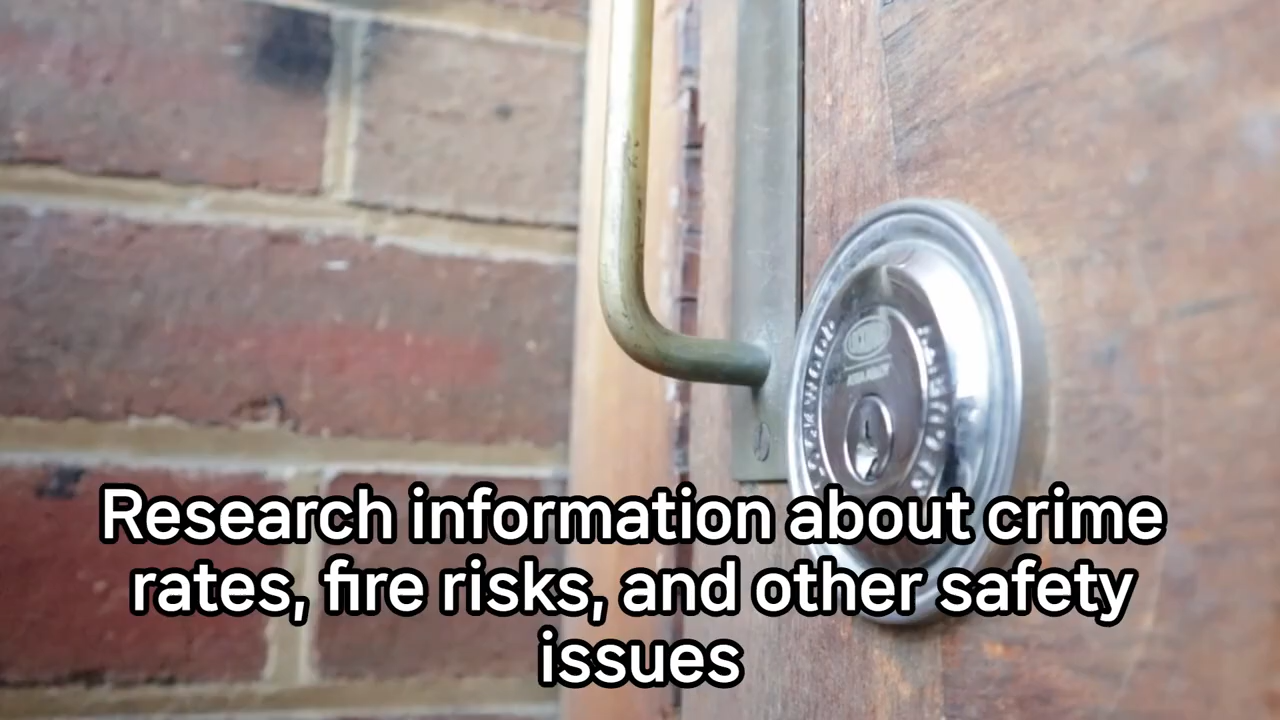 Research information about crime
rates, fire risks, and other safety
issues